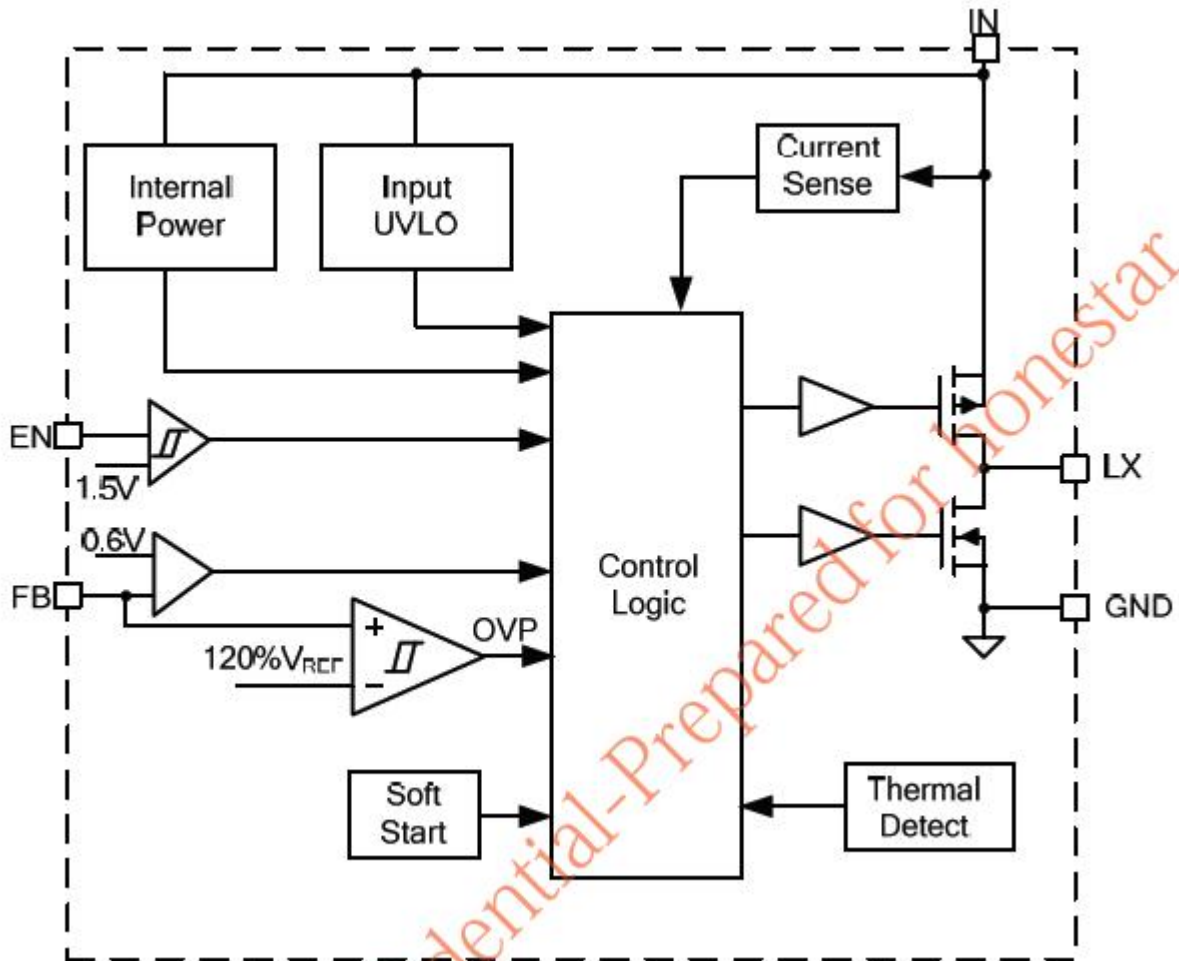 IN
Current
Sense
Internal
Power
Input
UVLO
EN
1.5V
0.6V
FB
Control
Logic
LX
GND
OVP
120%VREF
Soft
Start
Thermal
Detect
dential-Prepared for honestar